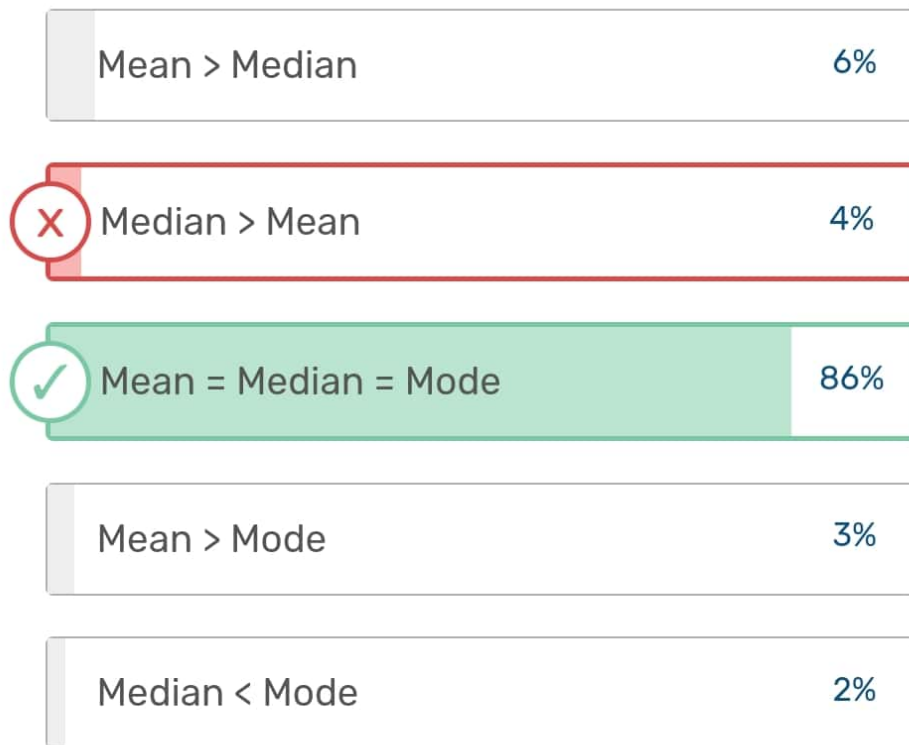 Mean > Median 6%
X Median > Mean 4%
✓ Mean = Median = Mode 86%
Mean > Mode 3%
Median < Mode 2%